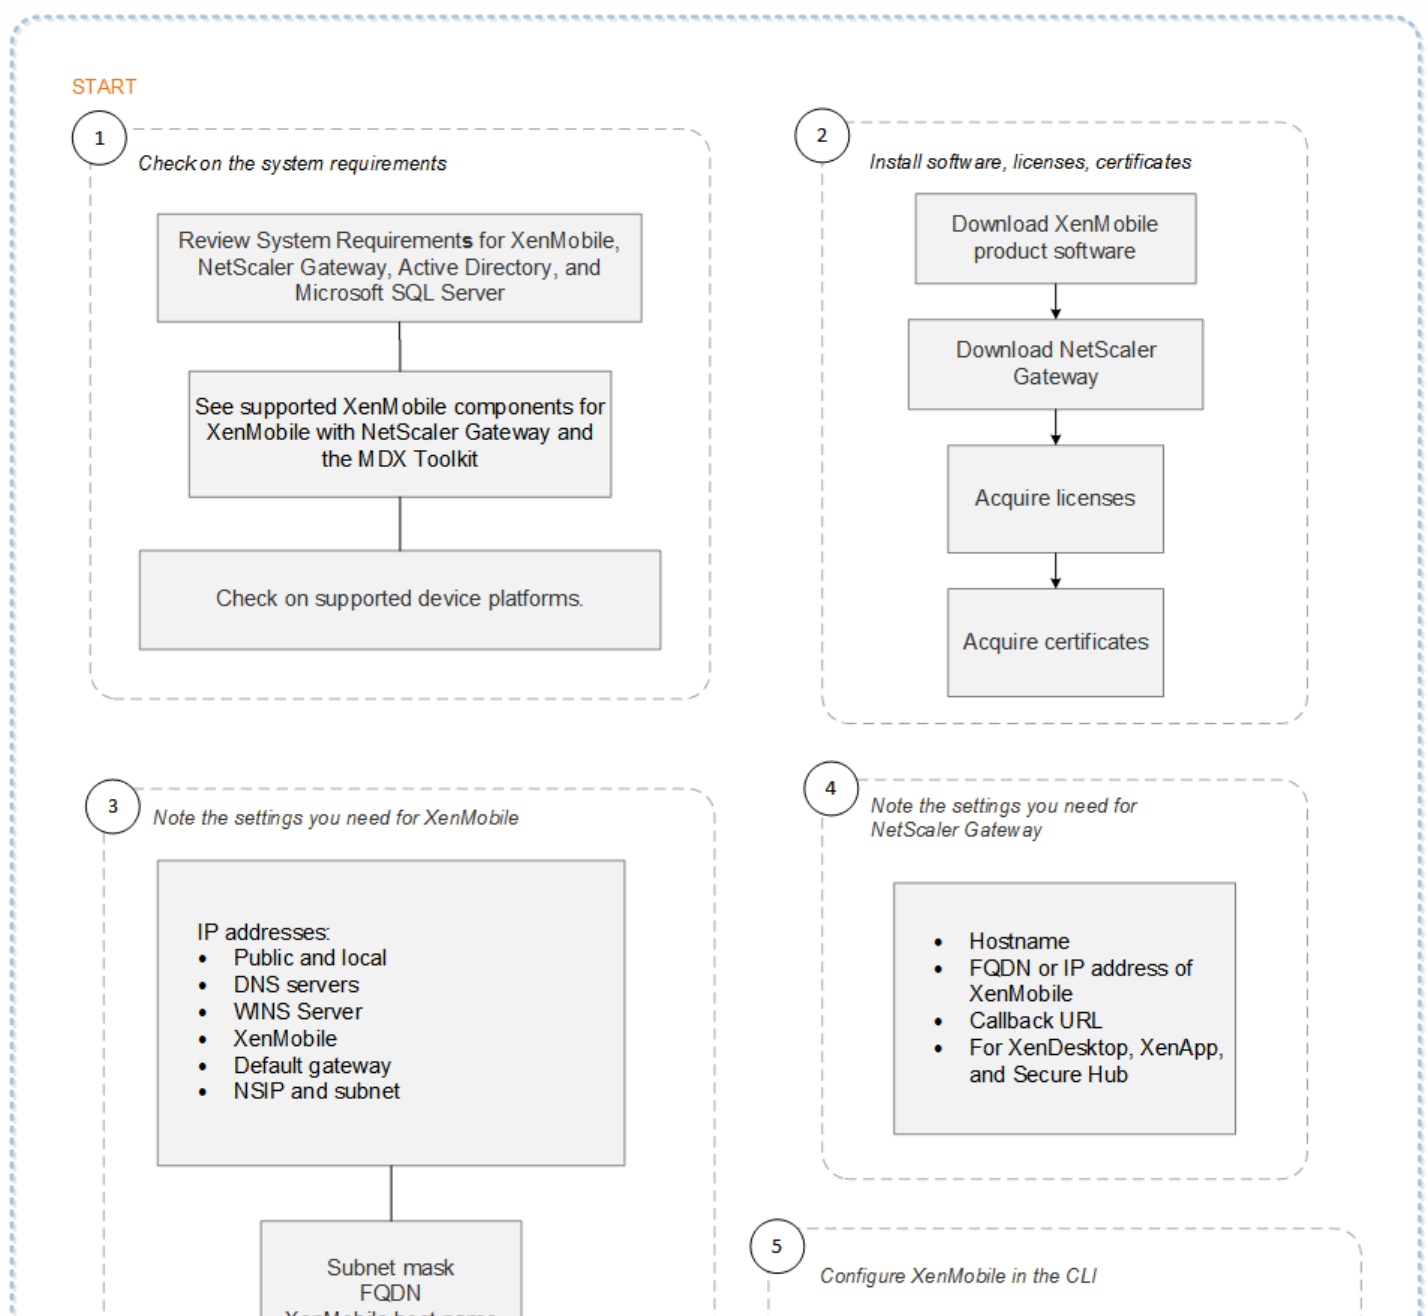 START
1
Check on the system requirements
Review System Requirements for XenMobile,
NetScaler Gateway, Active Directory, and
Microsoft SQL Server
See supported XenMobile components for
XenMobile with NetScaler Gateway and
the MDX Toolkit
Check on supported device platforms.
2
Install software, licenses, certificates
Download XenMobile
product software
Download NetScaler
Gateway
Acquire licenses
Acquire certificates
3
Note the settings you need for XenMobile
IP addresses:
• Public and local
• DNS servers
• WINS Server
• XenMobile
• Default gateway
• NSIP and subnet
Subnet mask
FQDN
XenMobile host name
4
Note the settings you need for
NetScaler Gateway
• Hostname
• FQDN or IP address of
XenMobile
• Callback URL
• For XenDesktop, XenApp,
and Secure Hub
5
Configure XenMobile in the CLI